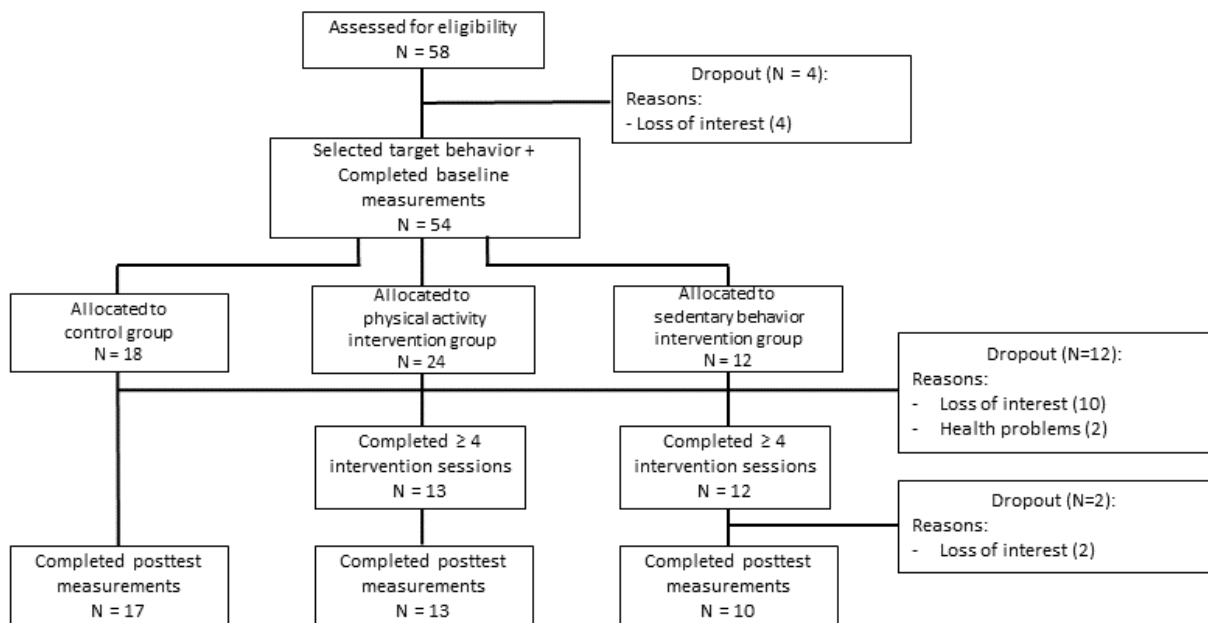 Assessed for eligibility
N = 58
Dropout (N = 4):
Reasons:
- Loss of interest (4)
Selected target behavior +
Completed baseline
measurements
N = 54
Allocated to
control group
N = 18
Allocated to
physical activity
intervention group
N = 24
Allocated to
sedentary behavior
intervention group
N = 12
Dropout (N=12):
Reasons:
- Loss of interest (10)
- Health problems (2)
Completed ≥ 4
intervention sessions
N = 13
Completed ≥ 4
intervention sessions
N = 12
Dropout (N=2):
Reasons:
- Loss of interest (2)
Completed posttest
measurements
N = 17
Completed posttest
measurements
N = 13
Completed posttest
measurements
N = 10